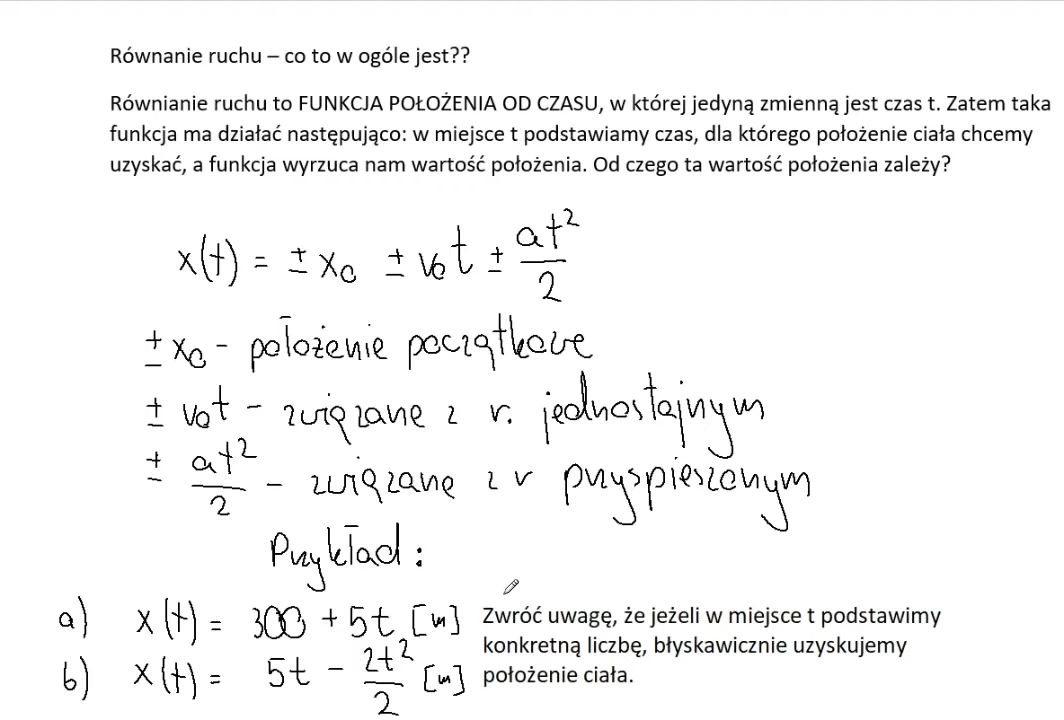 Równanie ruchu – co to w ogóle jest??
Równianie ruchu to FUNKCJA POŁOŻENIA OD CZASU, w której jedyną zmienną jest czas t. Zatem taka
funkcja ma działać następująco: w miejsce t podstawiamy czas, dla którego położenie ciała chcemy
uzyskać, a funkcja wyrzuca nam wartość położenia. Od czego ta wartość położenia zależy?
x(t) = ± x₀ ± v₀t ± at²/2
± x₀ - położenie początkowe
± v₀t - związane z r. jednostajnym
± at²/2 - związane z r przyspieszonym
Przykład:
a) x(t) = 300 + 5t [m] Zwróć uwagę, że jeżeli w miejsce t podstawimy
konkretną liczbę, błyskawicznie uzyskujemy
b) x(t) = 5t - 2t²/2 [m] położenie ciała.